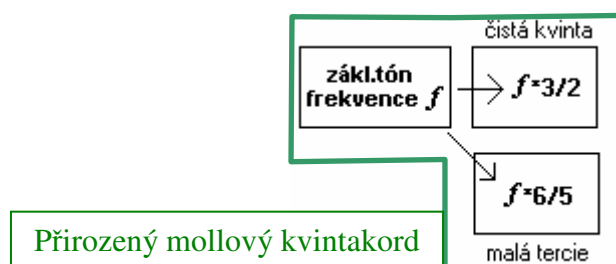 čistá kvinta
zákl.tón
frekvence f
f*3/2
f*6/5
Přirozený mollový kvintakord
malá tercie